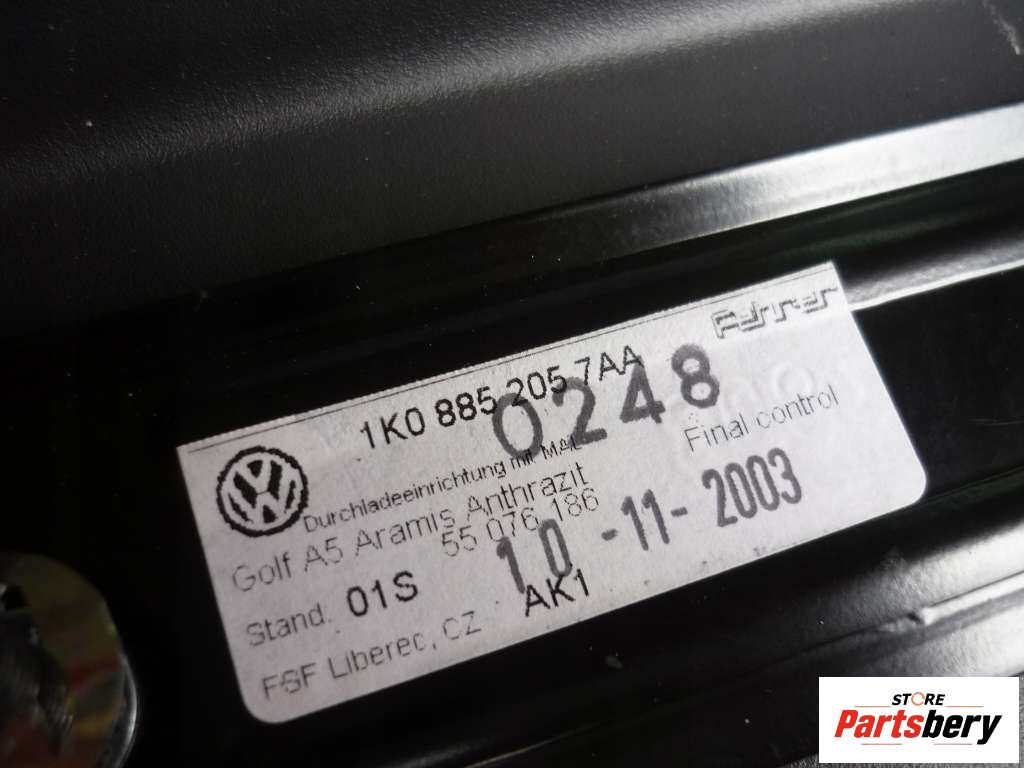 Fehrer
1K0 885 205 7AA
0248
Durchladeeinrichtung mit MAL
Final control
Golf A5 Aramis Anthrazit
55 076 186
10 -11- 2003
Stand. 01S
AK1
F&F Liberec, CZ
STORE
Partsbery